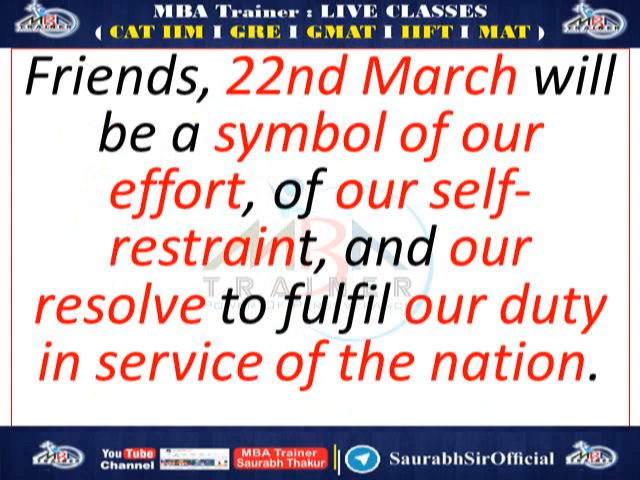 MBA Trainer : LIVE CLASSES
( CAT IIM I GRE I GMAT I IIFT I MAT )
Friends, 22nd March will
be a symbol of our
effort, of our self-
restraint, and our
resolve to fulfil our duty
in service of the nation.
MBA
TRAINER
You Tube
Channel
MBA Trainer
Saurabh Thakur
SaurabhSirOfficial